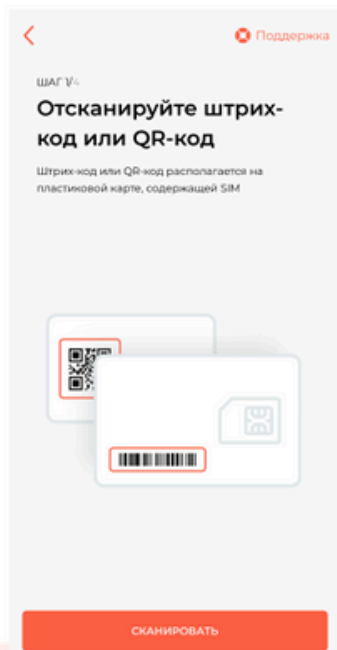 Поддержка
ШАГ 1/4
Отсканируйте штрих-
код или QR-код
Штрих-код или QR-код располагается на
пластиковой карте, содержащей SIM
СКАНИРОВАТЬ